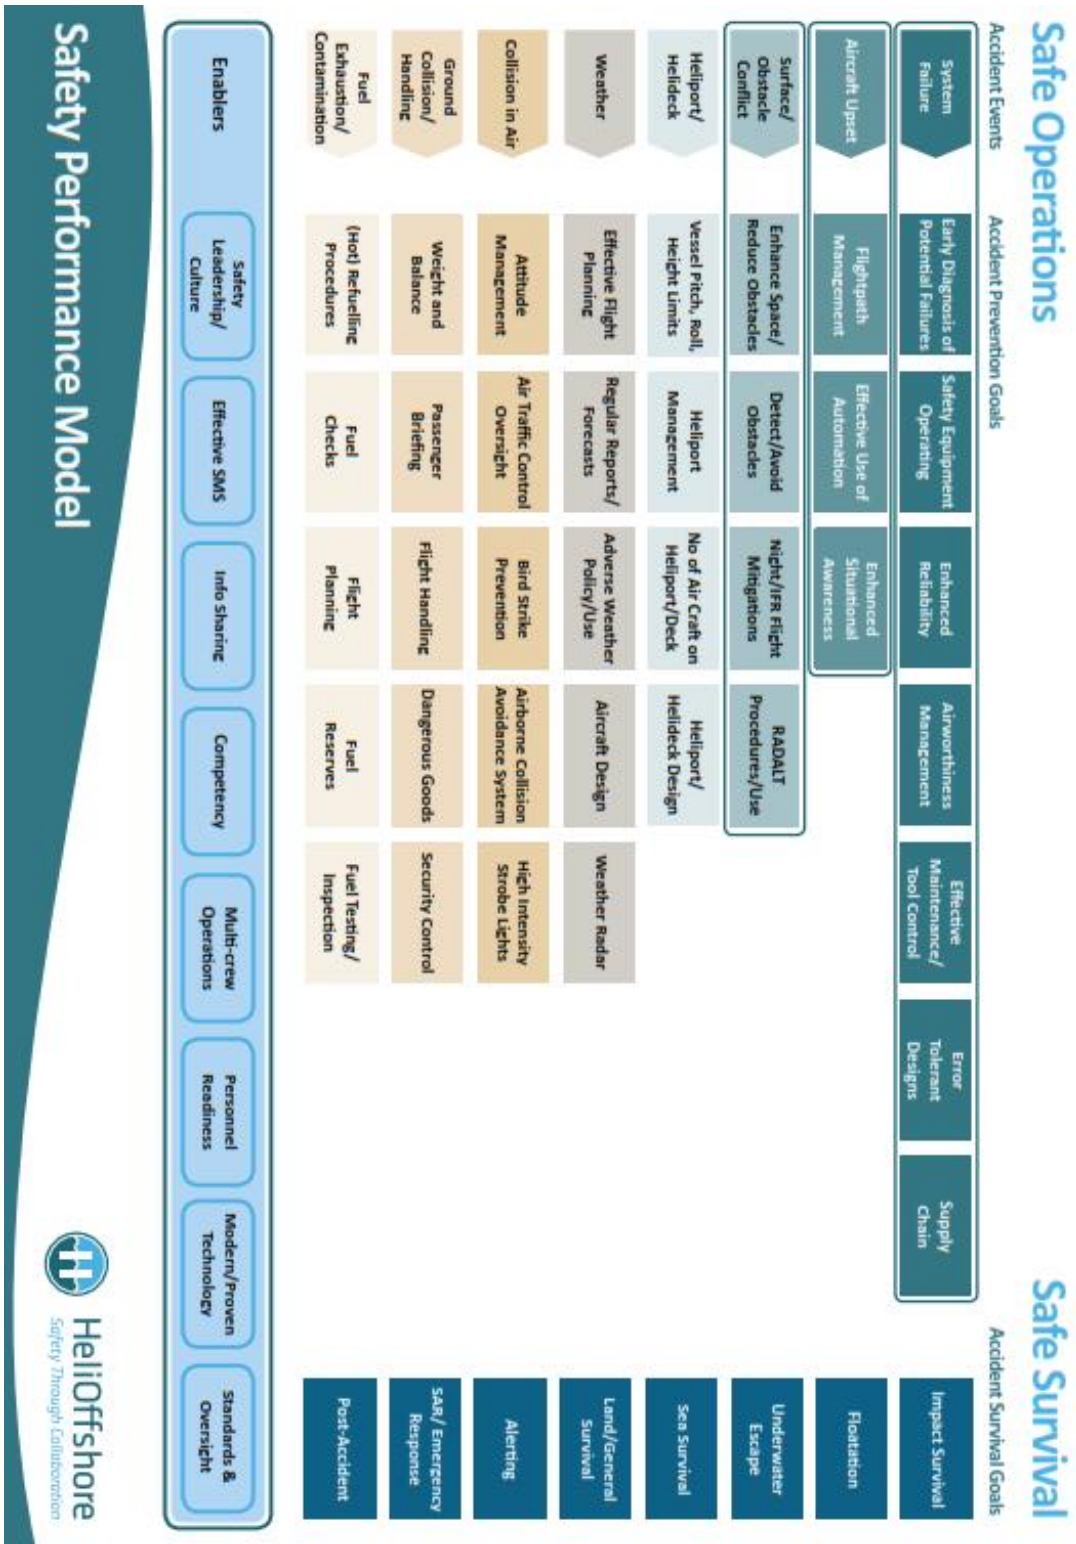 Safe Operations
Safe Survival
Accident Events
Accident Prevention Goals
Accident Survival Goals
System
Failure
Early Diagnosis of
Potential Failures
Safety Equipment
Operating
Enhanced
Reliability
Airworthiness
Management
Effective
Maintenance/
Tool Control
Error
Tolerant
Designs
Supply
Chain
Impact Survival
Aircraft Upset
Flightpath
Management
Effective Use of
Automation
Enhanced
Situational
Awareness
Floatation
Surface/
Obstacle
Conflict
Enhance Space/
Reduce Obstacles
Detect/Avoid
Obstacles
Night/IFR Flight
Mitigations
RADALT
Procedures/Use
Underwater
Escape
Heliport/
Helideck
Vessel Pitch, Roll,
Height Limits
Heliport
Management
No of Air Craft on
Heliport/Deck
Heliport/
Helideck Design
Sea Survival
Weather
Effective Flight
Planning
Regular Reports/
Forecasts
Adverse Weather
Policy/Use
Aircraft Design
Weather Radar
Land/General
Survival
Collision in Air
Attitude
Management
Air Traffic Control
Oversight
Bird Strike
Prevention
Airborne Collision
Avoidance System
High Intensity
Strobe Lights
Alerting
Ground
Collision/
Handling
Weight and
Balance
Passenger
Briefing
Flight Handling
Dangerous Goods
Security Control
SAR/ Emergency
Response
Fuel
Exhaustion/
Contamination
(Hot) Refuelling
Procedures
Fuel
Checks
Flight
Planning
Fuel
Reserves
Fuel Testing/
Inspection
Post-Accident
Enablers
Safety
Leadership/
Culture
Effective SMS
Info Sharing
Competency
Multi-crew
Operations
Personnel
Readiness
Modern/Proven
Technology
Standards &
Oversight
Safety Performance Model
HeliOffshore
Safety Through Collaboration